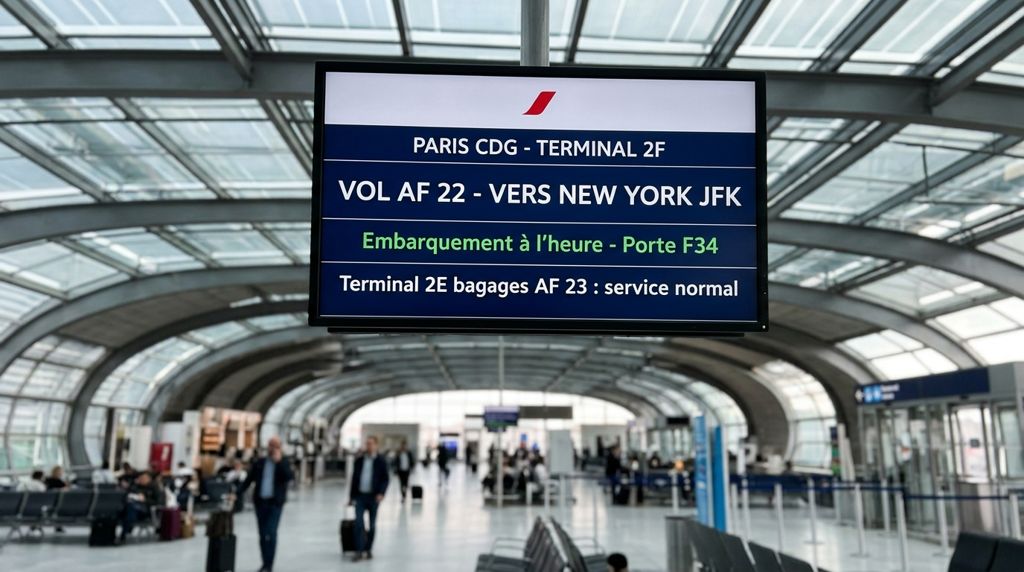 PARIS CDG - TERMINAL 2F
VOL AF 22 - VERS NEW YORK JFK
Embarquement à l'heure - Porte F34
Terminal 2E bagages AF 23 : service normal